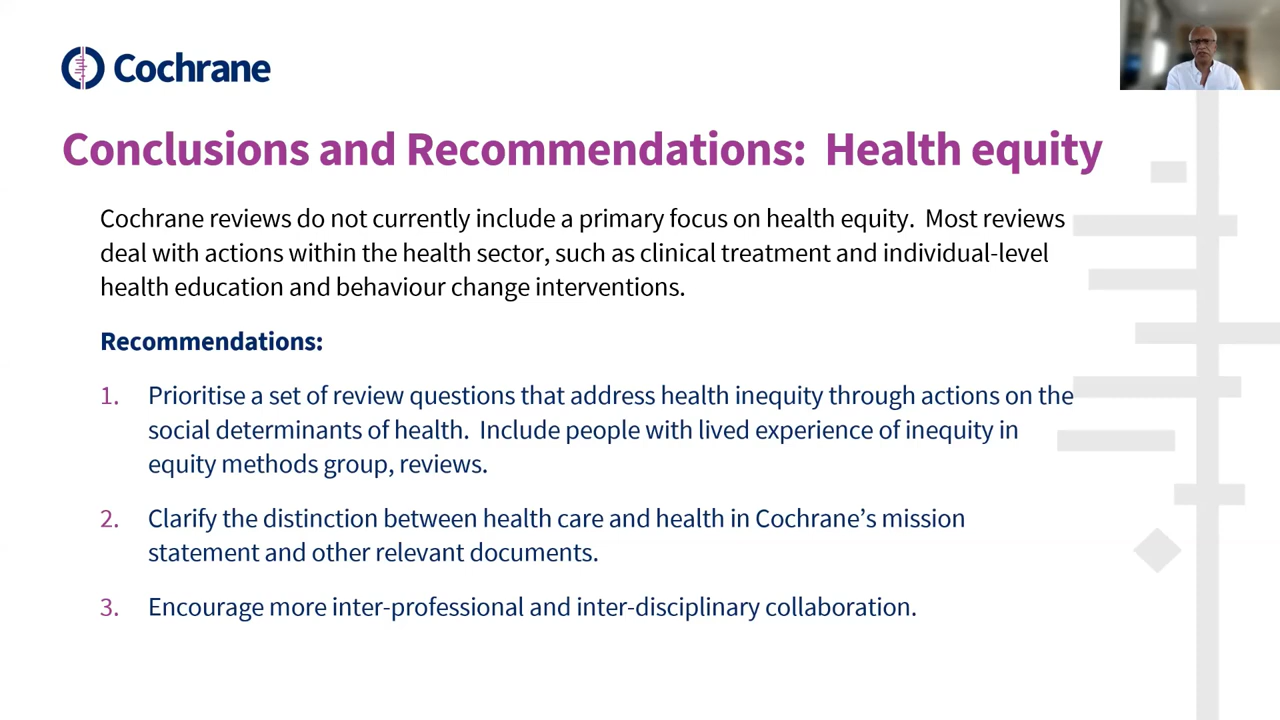 Cochrane
Conclusions and Recommendations:  Health equity
Cochrane reviews do not currently include a primary focus on health equity.  Most reviews
deal with actions within the health sector, such as clinical treatment and individual-level
health education and behaviour change interventions.
Recommendations:
1. Prioritise a set of review questions that address health inequity through actions on the
social determinants of health.  Include people with lived experience of inequity in
equity methods group, reviews.
2. Clarify the distinction between health care and health in Cochrane’s mission
statement and other relevant documents.
3. Encourage more inter-professional and inter-disciplinary collaboration.